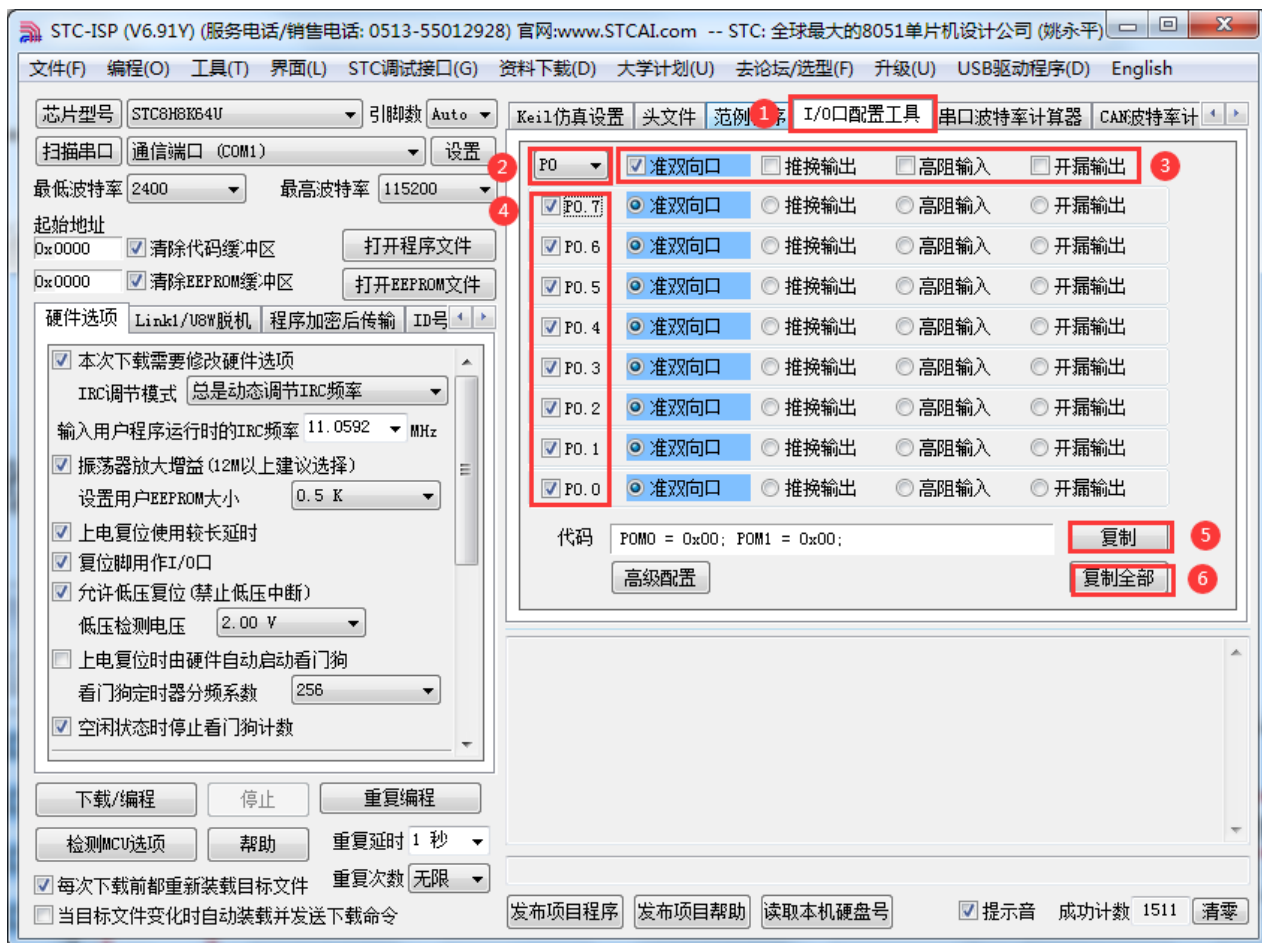 STC-ISP (V6.91Y) (服务电话/销售电话: 0513-55012928) 官网:www.STCAI.com -- STC: 全球最大的8051单片机设计公司 (姚永平)
文件(F) 编程(O) 工具(T) 界面(L) STC调试接口(G) 资料下载(D) 大学计划(U) 去论坛/选型(F) 升级(U) USB驱动程序(D) English
芯片型号 STC8H8K64U 引脚数 Auto
扫描串口 通信端口 (COM1) 设置
最低波特率 2400 最高波特率 115200
起始地址
0x0000 清除代码缓冲区 打开程序文件
0x0000 清除EEPROM缓冲区 打开EEPROM文件
硬件选项 Link1/U8W脱机 程序加密后传输 ID号
本次下载需要修改硬件选项
IRC调节模式 总是动态调节IRC频率
输入用户程序运行时的IRC频率 11.0592 MHz
振荡器放大增益(12M以上建议选择)
设置用户EEPROM大小 0.5 K
上电复位使用较长延时
复位脚用作I/O口
允许低压复位(禁止低压中断)
低压检测电压 2.00 V
上电复位时由硬件自动启动看门狗
看门狗定时器分频系数 256
空闲状态时停止看门狗计数
下载/编程 停止 重复编程
检测MCU选项 帮助 重复延时 1 秒
每次下载前都重新装载目标文件 重复次数 无限
当目标文件变化时自动装载并发送下载命令
Keil仿真设置 头文件 范例 1 序 I/O口配置工具 串口波特率计算器 CAN波特率计
2 P0 准双向口 推换输出 高阻输入 开漏输出 3
4 P0.7 准双向口 推换输出 高阻输入 开漏输出
P0.6 准双向口 推换输出 高阻输入 开漏输出
P0.5 准双向口 推换输出 高阻输入 开漏输出
P0.4 准双向口 推换输出 高阻输入 开漏输出
P0.3 准双向口 推换输出 高阻输入 开漏输出
P0.2 准双向口 推换输出 高阻输入 开漏输出
P0.1 准双向口 推换输出 高阻输入 开漏输出
P0.0 准双向口 推换输出 高阻输入 开漏输出
代码 P0M0 = 0x00; P0M1 = 0x00; 复制 5
高级配置 复制全部 6
发布项目程序 发布项目帮助 读取本机硬盘号 提示音 成功计数 1511 清零